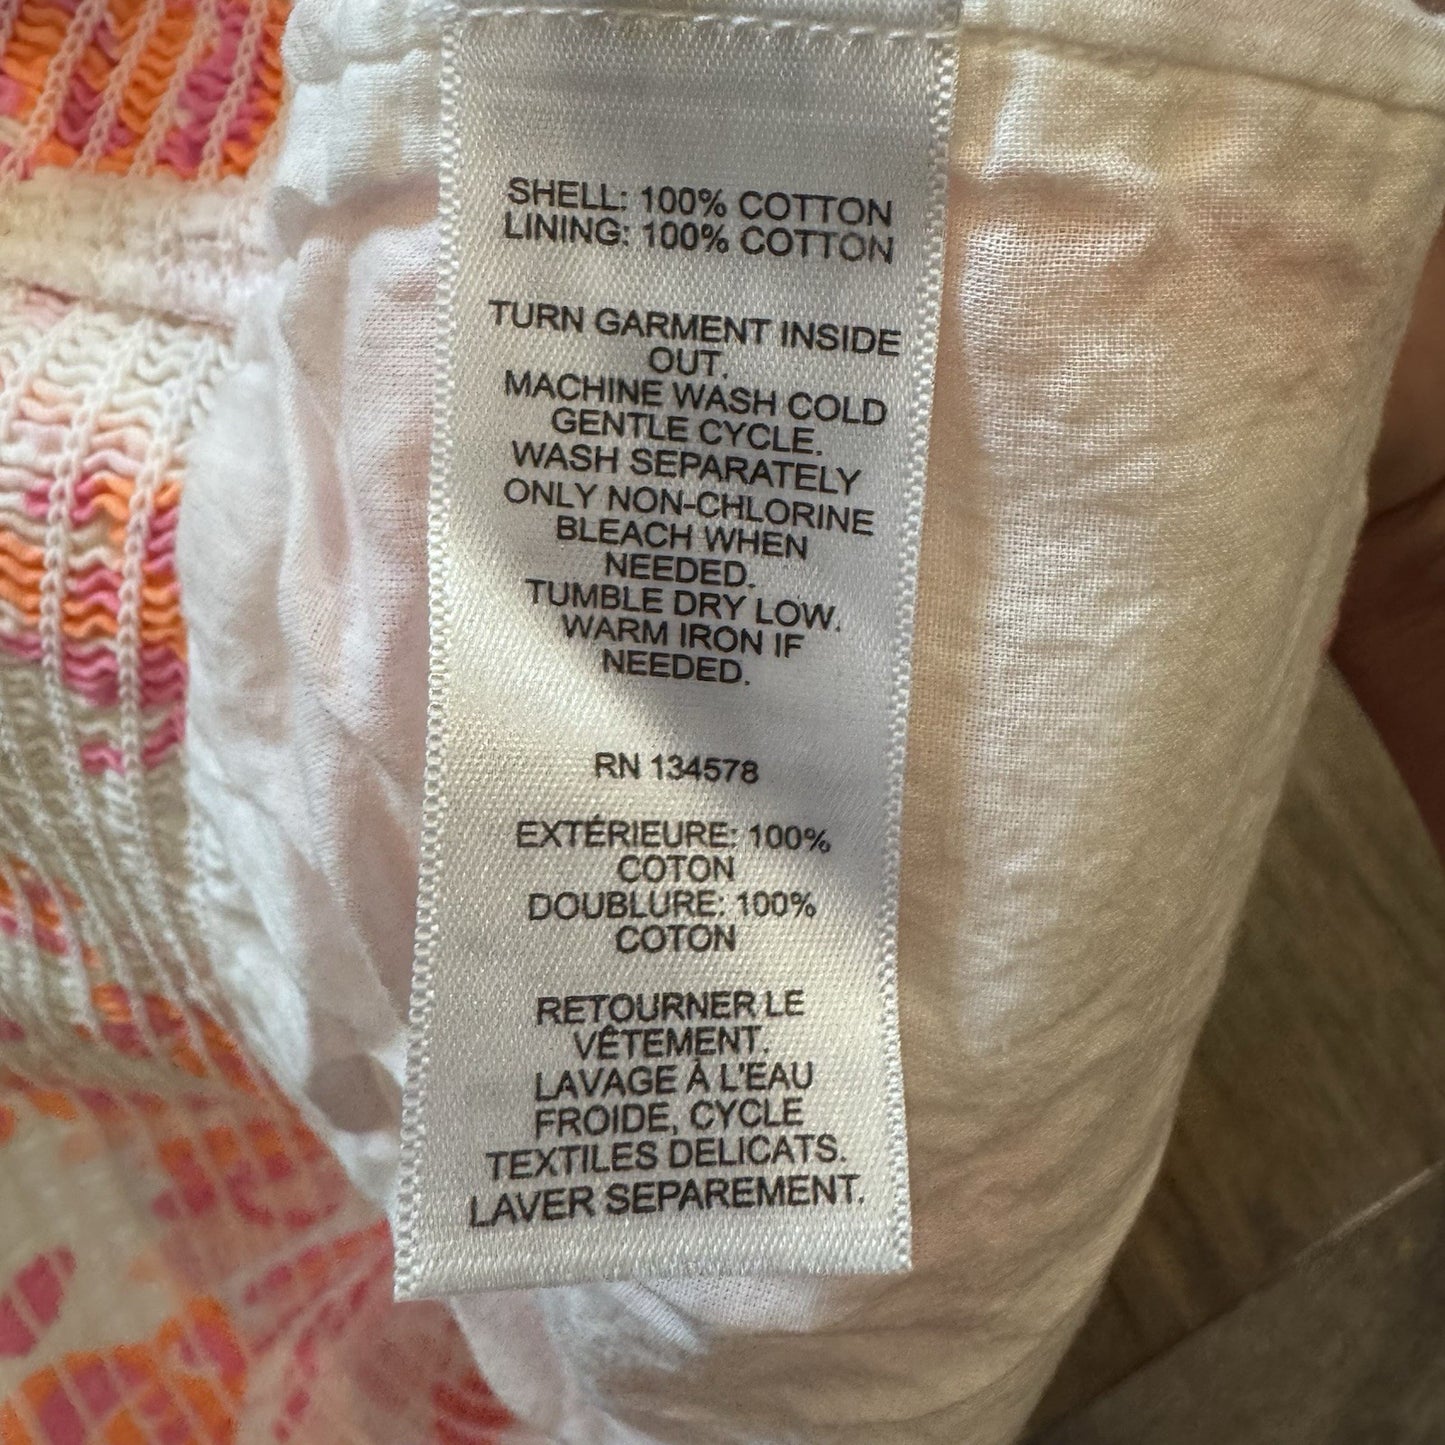 SHELL: 100% COTTON
LINING: 100% COTTON
TURN GARMENT INSIDE
OUT.
MACHINE WASH COLD
GENTLE CYCLE.
WASH SEPARATELY
ONLY NON-CHLORINE
BLEACH WHEN
NEEDED.
TUMBLE DRY LOW.
WARM IRON IF
NEEDED.
RN 134578
EXTÉRIEURE: 100%
COTON
DOUBLURE: 100%
COTON
RETOURNER LE
VÊTEMENT.
LAVAGE À L'EAU
FROIDE, CYCLE
TEXTILES DELICATS.
LAVER SEPAREMENT.